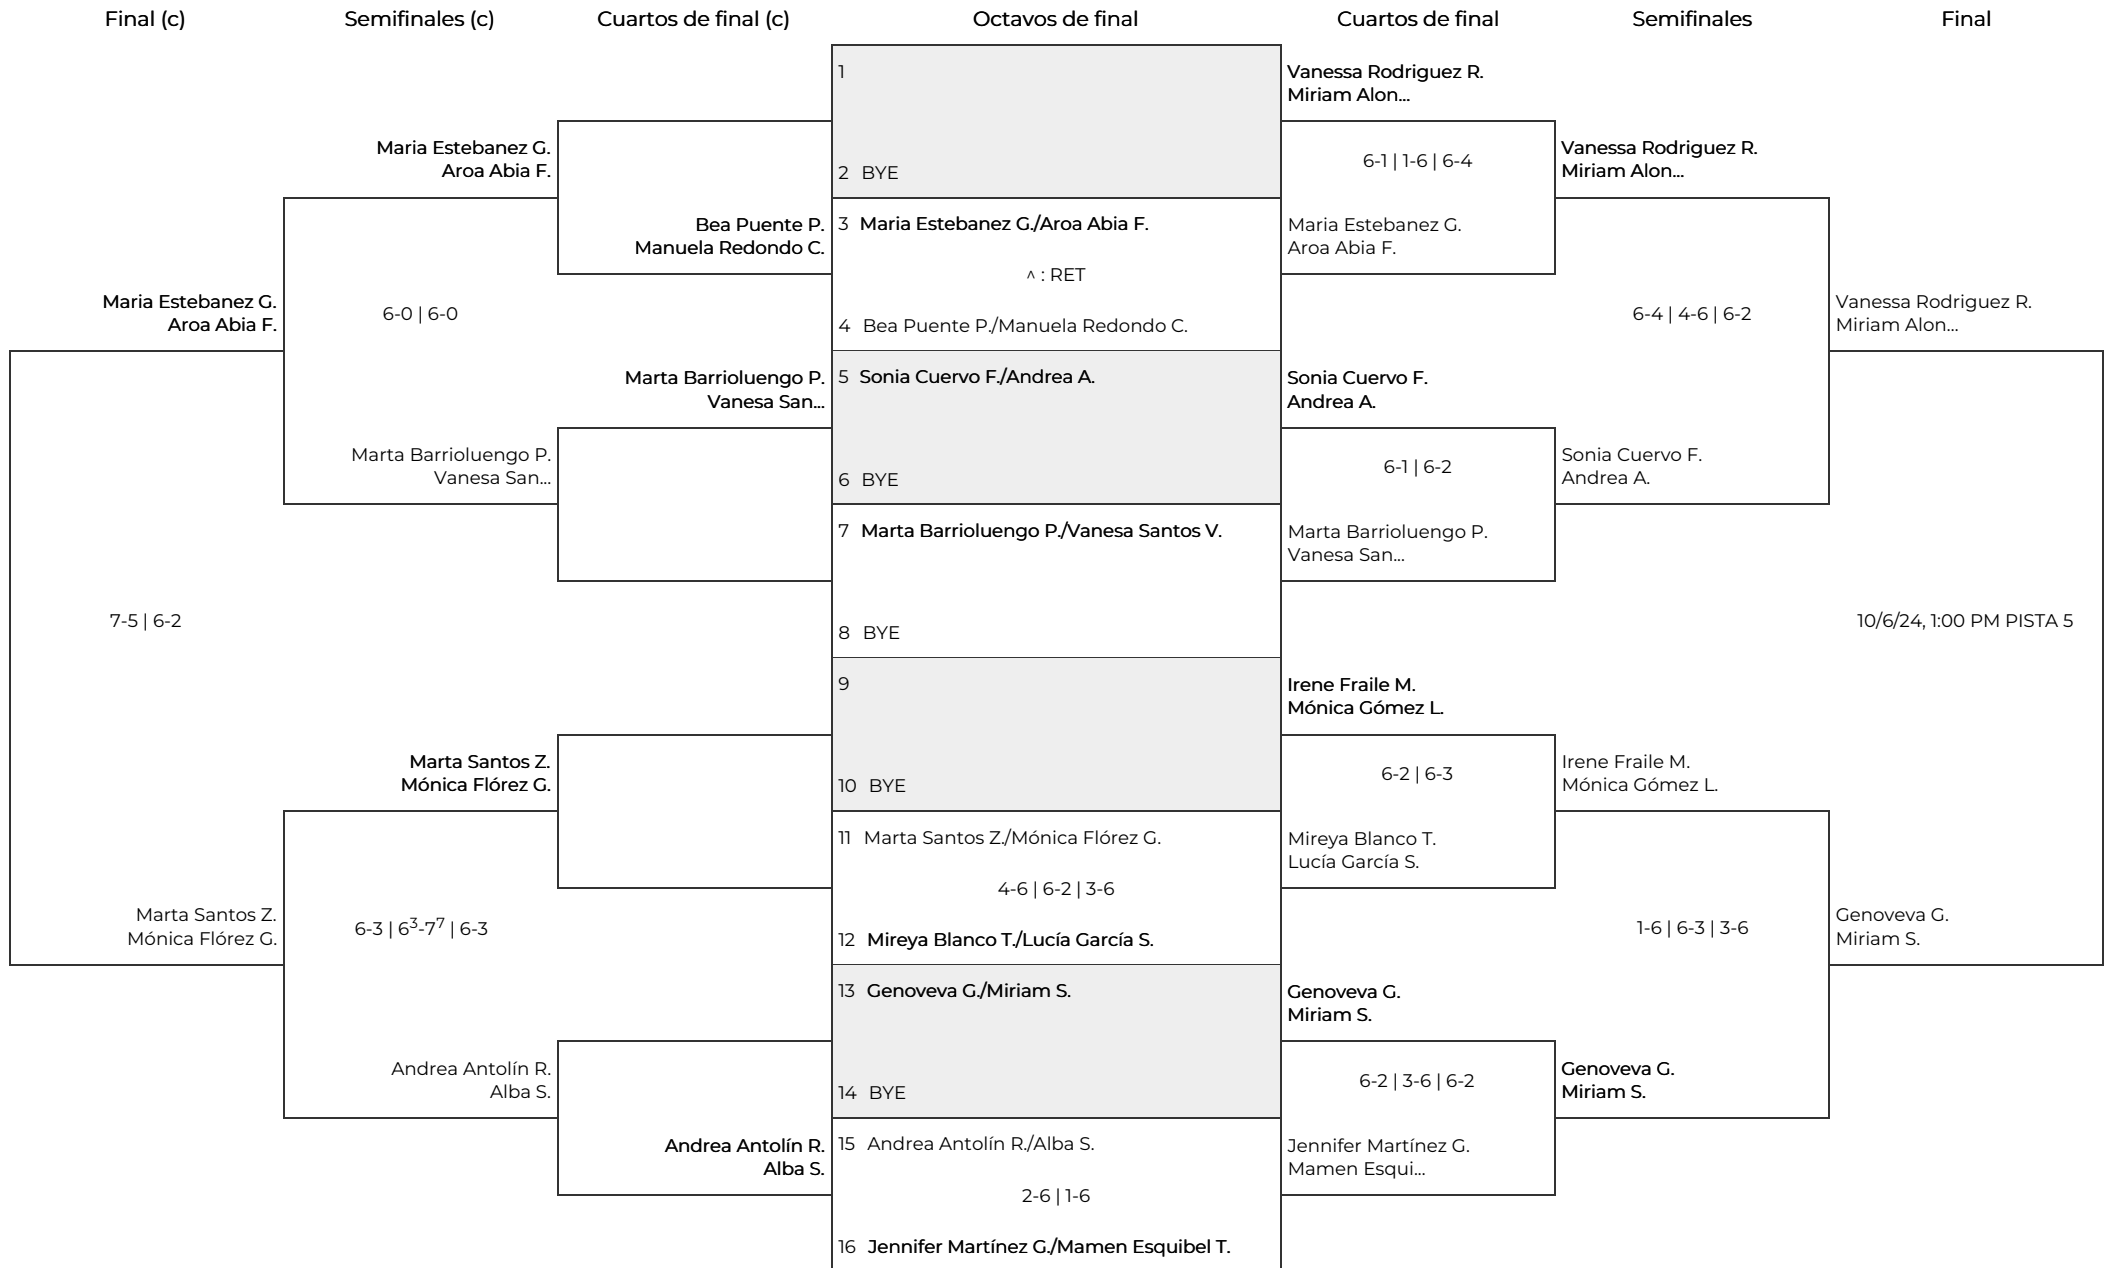 Final (c)
Semifinales (c)
Cuartos de final (c)
Octavos de final
Cuartos de final
Semifinales
Final
Maria Estebanez G.
Aroa Abia F.
7-5 | 6-2
Marta Santos Z.
Mónica Flórez G.
Maria Estebanez G.
Aroa Abia F.
6-0 | 6-0
Marta Barrioluengo P.
Vanesa San...
Marta Santos Z.
Mónica Flórez G.
6-3 | 6³-7⁷ | 6-3
Andrea Antolín R.
Alba S.
Bea Puente P.
Manuela Redondo C.
Marta Barrioluengo P.
Vanesa San...
Andrea Antolín R.
Alba S.
1
2 BYE
3 Maria Estebanez G./Aroa Abia F.
^ : RET
4 Bea Puente P./Manuela Redondo C.
5 Sonia Cuervo F./Andrea A.
6 BYE
7 Marta Barrioluengo P./Vanesa Santos V.
8 BYE
9
10 BYE
11 Marta Santos Z./Mónica Flórez G.
4-6 | 6-2 | 3-6
12 Mireya Blanco T./Lucía García S.
13 Genoveva G./Miriam S.
14 BYE
15 Andrea Antolín R./Alba S.
2-6 | 1-6
16 Jennifer Martínez G./Mamen Esquibel T.
Vanessa Rodriguez R.
Miriam Alon...
6-1 | 1-6 | 6-4
Maria Estebanez G.
Aroa Abia F.
Sonia Cuervo F.
Andrea A.
6-1 | 6-2
Marta Barrioluengo P.
Vanesa San...
Irene Fraile M.
Mónica Gómez L.
6-2 | 6-3
Mireya Blanco T.
Lucía García S.
Genoveva G.
Miriam S.
6-2 | 3-6 | 6-2
Jennifer Martínez G.
Mamen Esqui...
Vanessa Rodriguez R.
Miriam Alon...
6-4 | 4-6 | 6-2
Sonia Cuervo F.
Andrea A.
Irene Fraile M.
Mónica Gómez L.
1-6 | 6-3 | 3-6
Genoveva G.
Miriam S.
Vanessa Rodriguez R.
Miriam Alon...
10/6/24, 1:00 PM PISTA 5
Genoveva G.
Miriam S.